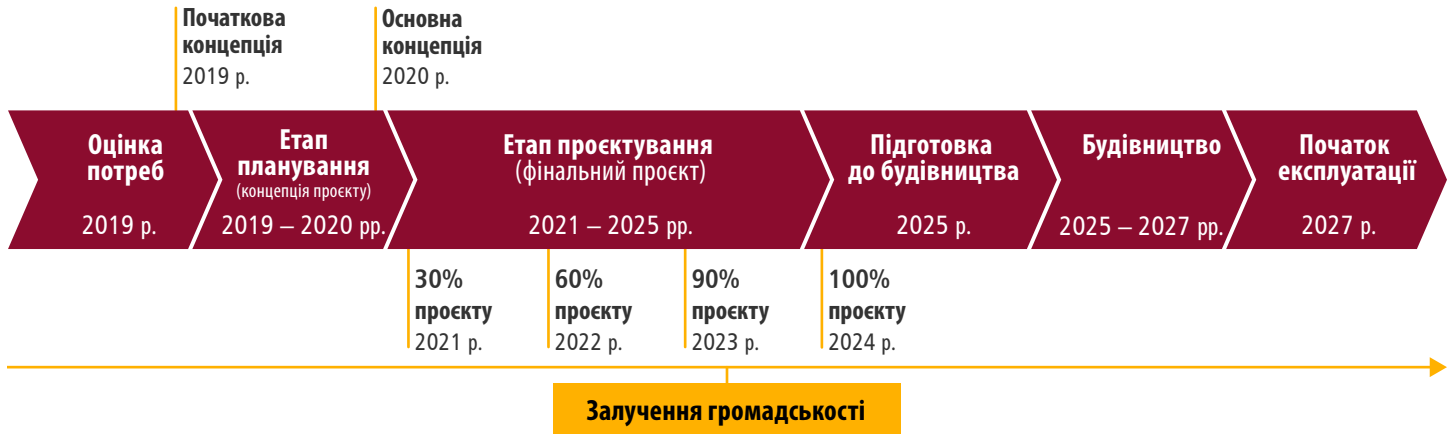 Початкова
концепція
2019 р.
Основна
концепція
2020 р.
Оцінка
потреб
2019 р.
Етап
планування
(концепція проєкту)
2019 – 2020 рр.
Етап проєктування
(фінальний проєкт)
2021 – 2025 рр.
Підготовка
до будівництва
2025 р.
Будівництво
2025 – 2027 рр.
Початок
експлуатації
2027 р.
30%
проєкту
2021 р.
60%
проєкту
2022 р.
90%
проєкту
2023 р.
100%
проєкту
2024 р.
Залучення громадськості